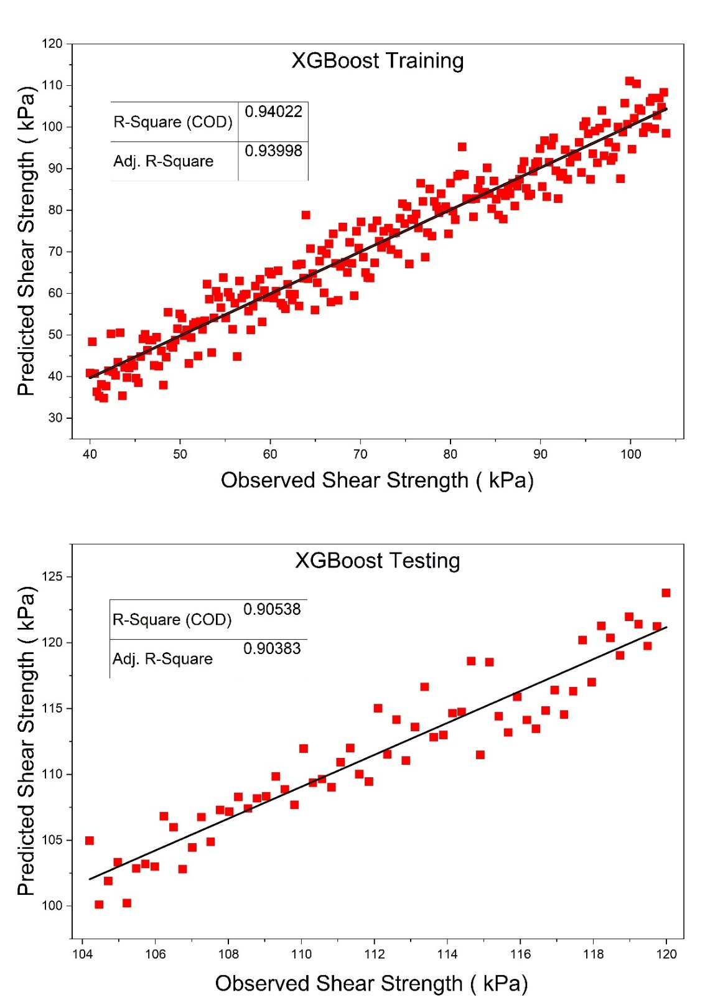 XGBoost Training
R-Square (COD) 0.94022
Adj. R-Square 0.93998
Predicted Shear Strength ( kPa)
120
110
100
90
80
70
60
50
40
30
40 50 60 70 80 90 100
Observed Shear Strength ( kPa)
XGBoost Testing
R-Square (COD) 0.90538
Adj. R-Square 0.90383
Predicted Shear Strength ( kPa)
125
120
115
110
105
100
104 106 108 110 112 114 116 118 120
Observed Shear Strength ( kPa)